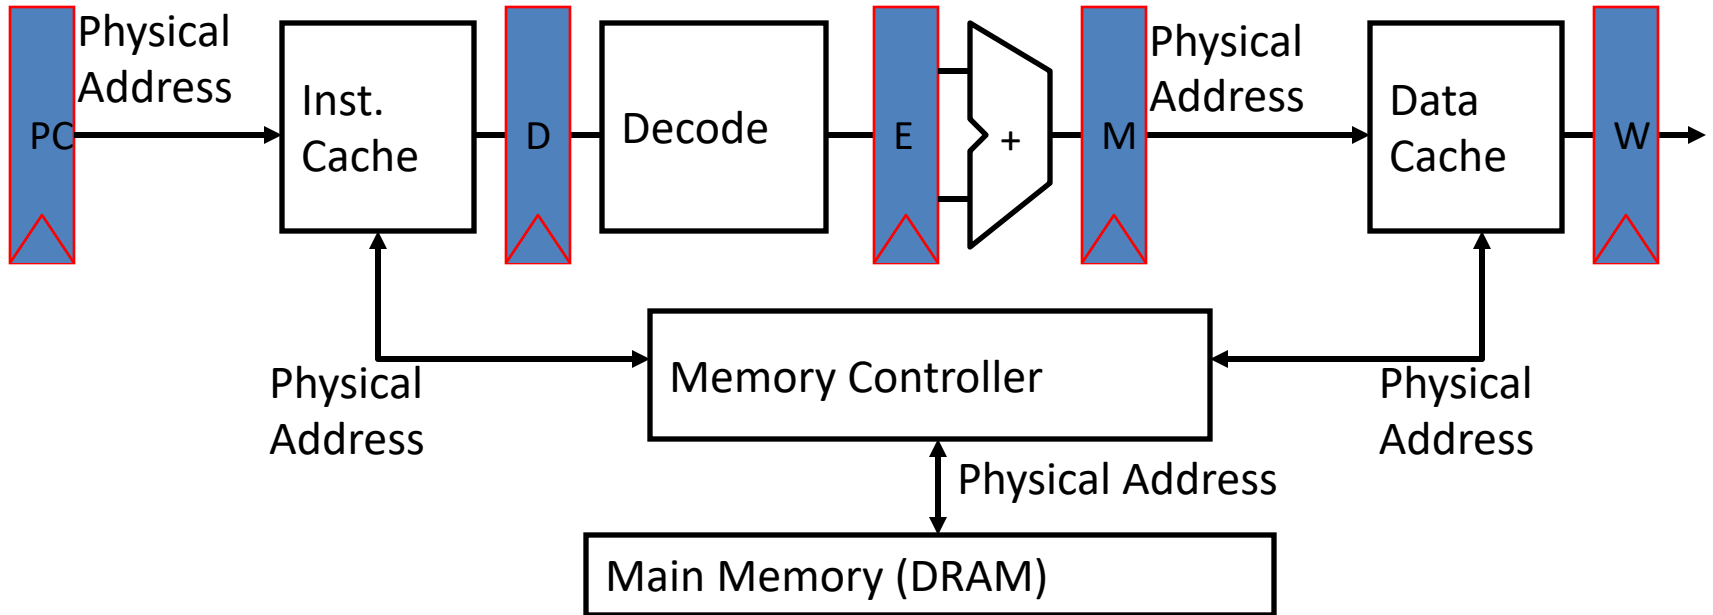 Physical
Address
PC
Inst.
Cache
D
Decode
E
+
M
Physical
Address
Data
Cache
W
Physical
Address
Memory Controller
Physical
Address
Physical Address
Main Memory (DRAM)